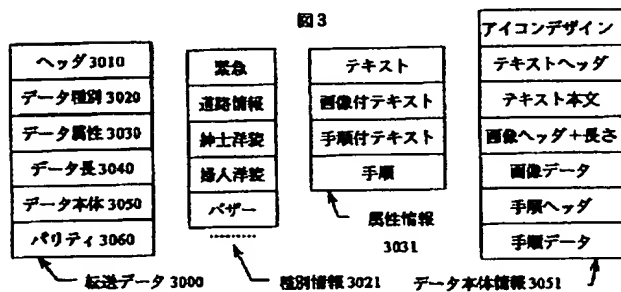 図3
ヘッダ3010
データ種別3020
データ属性3030
データ長3040
データ本体3050
パリティ3060
転送データ3000
緊急
道路情報
紳士洋装
婦人洋装
バザー
種別情報3021
テキスト
画像付テキスト
手順付テキスト
手順
属性情報
3031
アイコンデザイン
テキストヘッダ
テキスト本文
画像ヘッダ+長さ
画像データ
手順ヘッダ
手順データ
データ本体情報3051